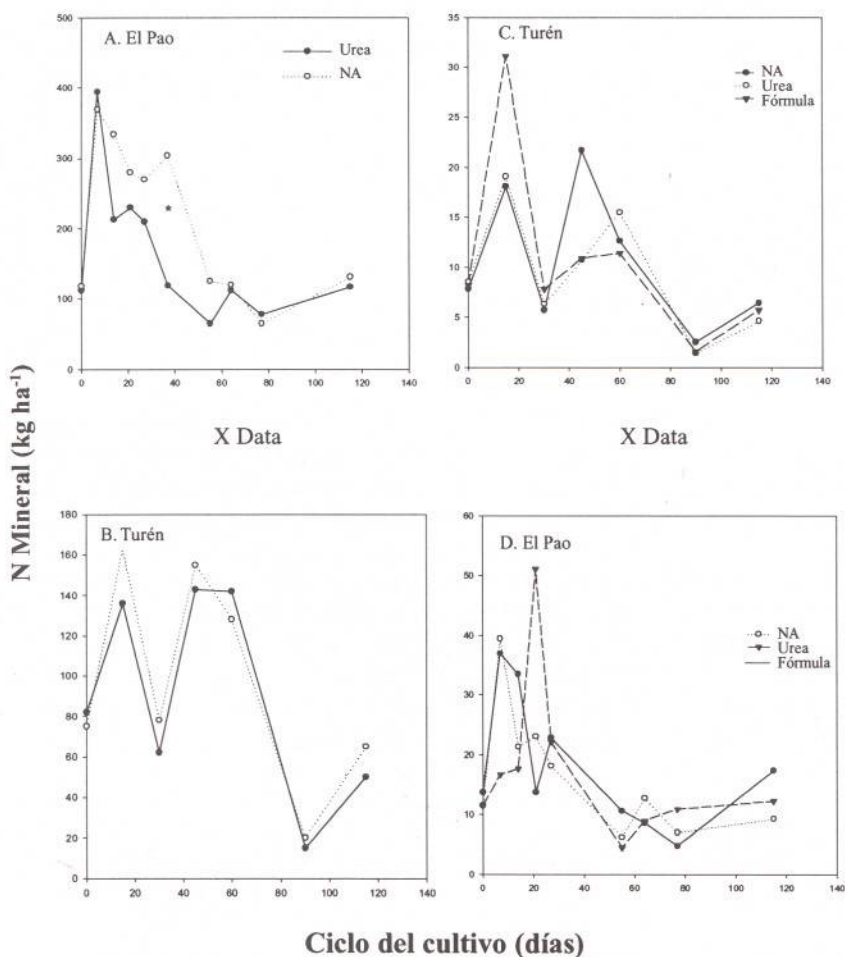 A. El Pao
Urea
NA
500
400
300
200
100
0
*
0 20 40 60 80 100 120 140
X Data
C. Turén
NA
Urea
Fórmula
35
30
25
20
15
10
5
0
0 20 40 60 80 100 120 140
X Data
N Mineral (kg ha⁻¹)
B. Turén
180
160
140
120
100
80
60
40
20
0
0 20 40 60 80 100 120 140
D. El Pao
NA
Urea
Fórmula
60
50
40
30
20
10
0
0 20 40 60 80 100 120 140
Ciclo del cultivo (días)